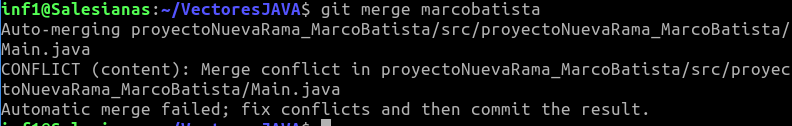 inf1@Salesianas:~/VectoresJAVA$ git merge marcobatista
Auto-merging proyectoNuevaRama_MarcoBatista/src/proyectoNuevaRama_MarcoBatista/
Main.java
CONFLICT (content): Merge conflict in proyectoNuevaRama_MarcoBatista/src/proyec
toNuevaRama_MarcoBatista/Main.java
Automatic merge failed; fix conflicts and then commit the result.
inf1@Salesianas:~/VectoresJAVA$